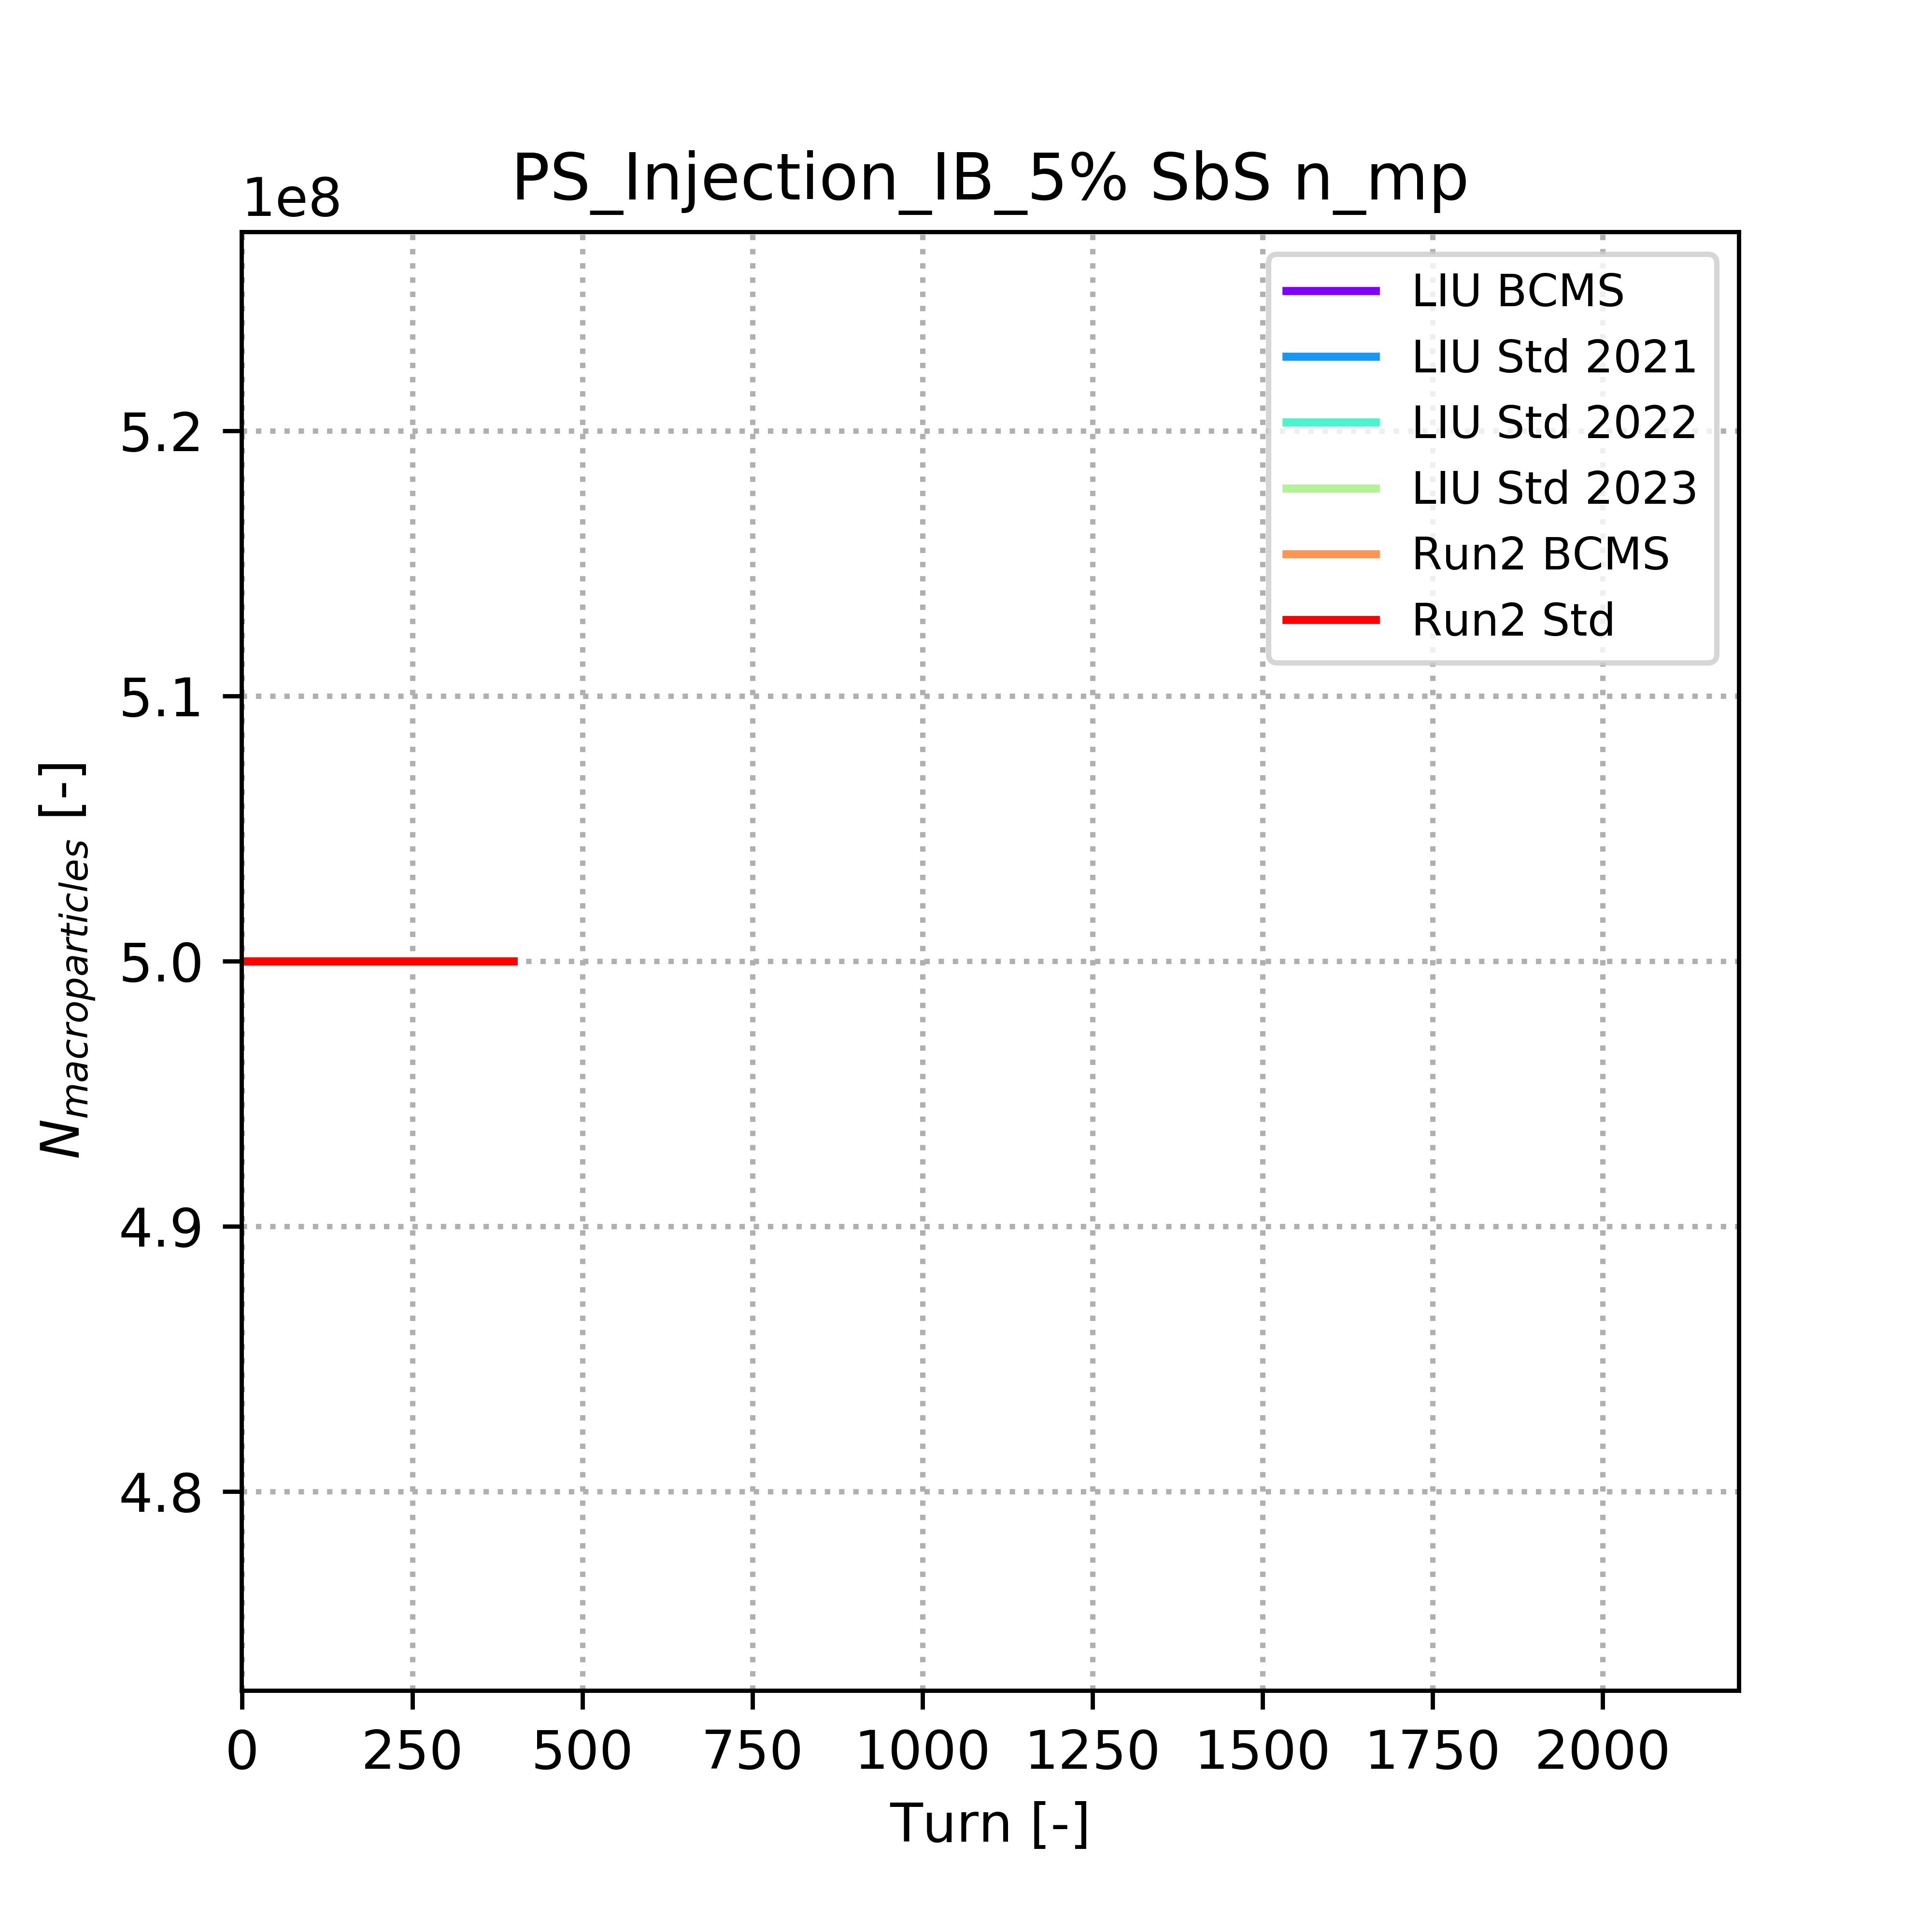 PS_Injection_IB_5% SbS n_mp
1e8
LIU BCMS
LIU Std 2021
LIU Std 2022
LIU Std 2023
Run2 BCMS
Run2 Std
5.2
5.1
5.0
4.9
4.8
N_macroparticles [-]
0 250 500 750 1000 1250 1500 1750 2000
Turn [-]